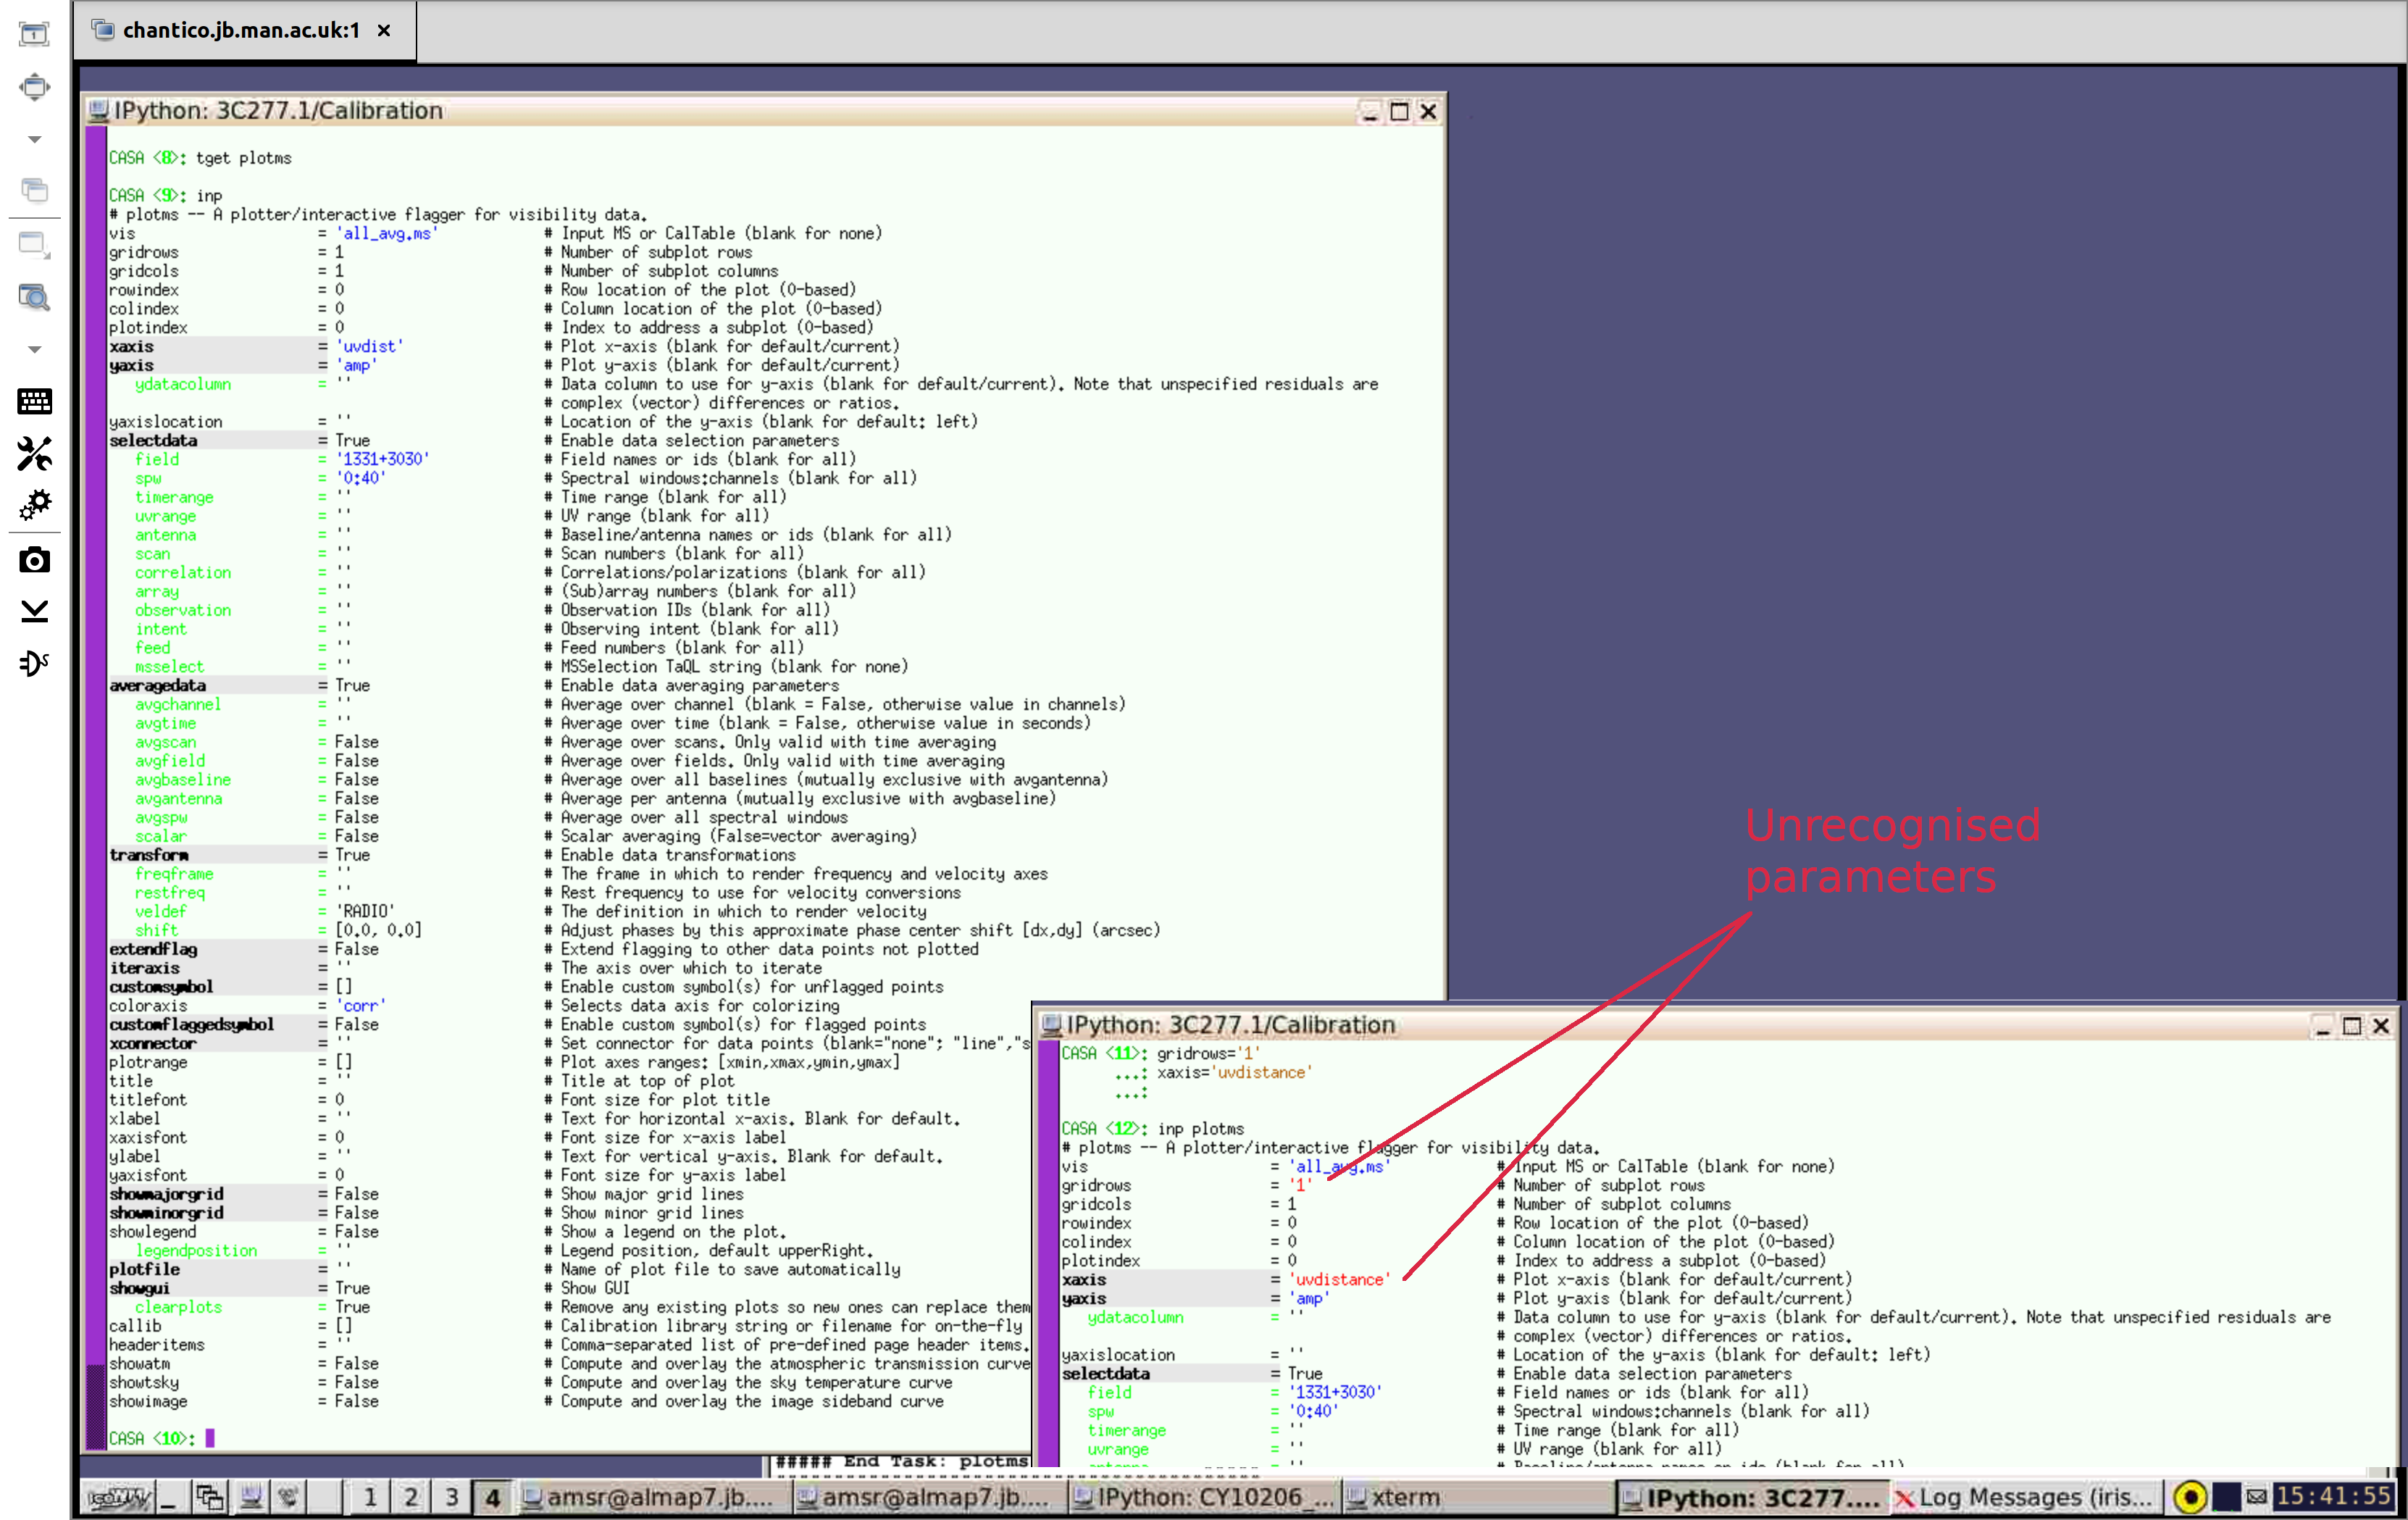 chantico.jb.man.ac.uk:1 ×
IPython: 3C277.1/Calibration
CASA <8>: tget plotms
CASA <9>: inp
# plotms -- A plotter/interactive flagger for visibility data.
vis = 'all_avg.ms' # Input MS or CalTable (blank for none)
gridrows = 1 # Number of subplot rows
gridcols = 1 # Number of subplot columns
rowindex = 0 # Row location of the plot (0-based)
colindex = 0 # Column location of the plot (0-based)
plotindex = 0 # Index to address a subplot (0-based)
xaxis = 'uvdist' # Plot x-axis (blank for default/current)
yaxis = 'amp' # Plot y-axis (blank for default/current)
ydatacolumn = '' # Data column to use for y-axis (blank for default/current). Note that unspecified residuals are
# complex (vector) differences or ratios.
yaxislocation = '' # Location of the y-axis (blank for default: left)
selectdata = True # Enable data selection parameters
field = '1331+3030' # Field names or ids (blank for all)
spw = '0:40' # Spectral windows:channels (blank for all)
timerange = '' # Time range (blank for all)
uvrange = '' # UV range (blank for all)
antenna = '' # Baseline/antenna names or ids (blank for all)
scan = '' # Scan numbers (blank for all)
correlation = '' # Correlations/polarizations (blank for all)
array = '' # (Sub)array numbers (blank for all)
observation = '' # Observation IDs (blank for all)
intent = '' # Observing intent (blank for all)
feed = '' # Feed numbers (blank for all)
msselect = '' # MSSelection TaQL string (blank for none)
averagedata = True # Enable data averaging parameters
avgchannel = '' # Average over channel (blank = False, otherwise value in channels)
avgtime = '' # Average over time (blank = False, otherwise value in seconds)
avgscan = False # Average over scans. Only valid with time averaging
avgfield = False # Average over fields. Only valid with time averaging
avgbaseline = False # Average over all baselines (mutually exclusive with avgantenna)
avgantenna = False # Average per antenna (mutually exclusive with avgbaseline)
avgspw = False # Average over all spectral windows
scalar = False # Scalar averaging (False=vector averaging)
transform = True # Enable data transformations
freqframe = '' # The frame in which to render frequency and velocity axes
restfreq = '' # Rest frequency to use for velocity conversions
veldef = 'RADIO' # The definition in which to render velocity
shift = [0.0, 0.0] # Adjust phases by this approximate phase center shift [dx,dy] (arcsec)
extendflag = False # Extend flagging to other data points not plotted
iteraxis = '' # The axis over which to iterate
customsymbol = [] # Enable custom symbol(s) for unflagged points
coloraxis = 'corr' # Selects data axis for colorizing
customflaggedsymbol = False # Enable custom symbol(s) for flagged points
xconnector = '' # Set connector for data points (blank="none"; "line","s
plotrange = [] # Plot axes ranges: [xmin,xmax,ymin,ymax]
title = '' # Title at top of plot
titlefont = 0 # Font size for plot title
xlabel = '' # Text for horizontal x-axis. Blank for default.
xaxisfont = 0 # Font size for x-axis label
ylabel = '' # Text for vertical y-axis. Blank for default.
yaxisfont = 0 # Font size for y-axis label
showmajorgrid = False # Show major grid lines
showminorgrid = False # Show minor grid lines
showlegend = False # Show a legend on the plot.
legendposition = '' # Legend position, default upperRight.
plotfile = '' # Name of plot file to save automatically
showgui = True # Show GUI
clearplots = True # Remove any existing plots so new ones can replace them
callib = [] # Calibration library string or filename for on-the-fly
headeritems = '' # Comma-separated list of pre-defined page header items.
showatm = False # Compute and overlay the atmospheric transmission curve
showtsky = False # Compute and overlay the sky temperature curve
showimage = False # Compute and overlay the image sideband curve
CASA <10>:
##### End Task: plotms
Unrecognised
parameters
IPython: 3C277.1/Calibration
CASA <11>: gridrows='1'
...: xaxis='uvdistance'
...:
CASA <12>: inp plotms
# plotms -- A plotter/interactive flagger for visibility data.
vis = 'all_avg.ms' # Input MS or CalTable (blank for none)
gridrows = '1' # Number of subplot rows
gridcols = 1 # Number of subplot columns
rowindex = 0 # Row location of the plot (0-based)
colindex = 0 # Column location of the plot (0-based)
plotindex = 0 # Index to address a subplot (0-based)
xaxis = 'uvdistance' # Plot x-axis (blank for default/current)
yaxis = 'amp' # Plot y-axis (blank for default/current)
ydatacolumn = '' # Data column to use for y-axis (blank for default/current). Note that unspecified residuals are
# complex (vector) differences or ratios.
yaxislocation = '' # Location of the y-axis (blank for default: left)
selectdata = True # Enable data selection parameters
field = '1331+3030' # Field names or ids (blank for all)
spw = '0:40' # Spectral windows:channels (blank for all)
timerange = '' # Time range (blank for all)
uvrange = '' # UV range (blank for all)
1 2 3 4 amsr@almap7.jb.... amsr@almap7.jb.... IPython: CY10206_... xterm IPython: 3C277.... Log Messages (iris... 15:41:55